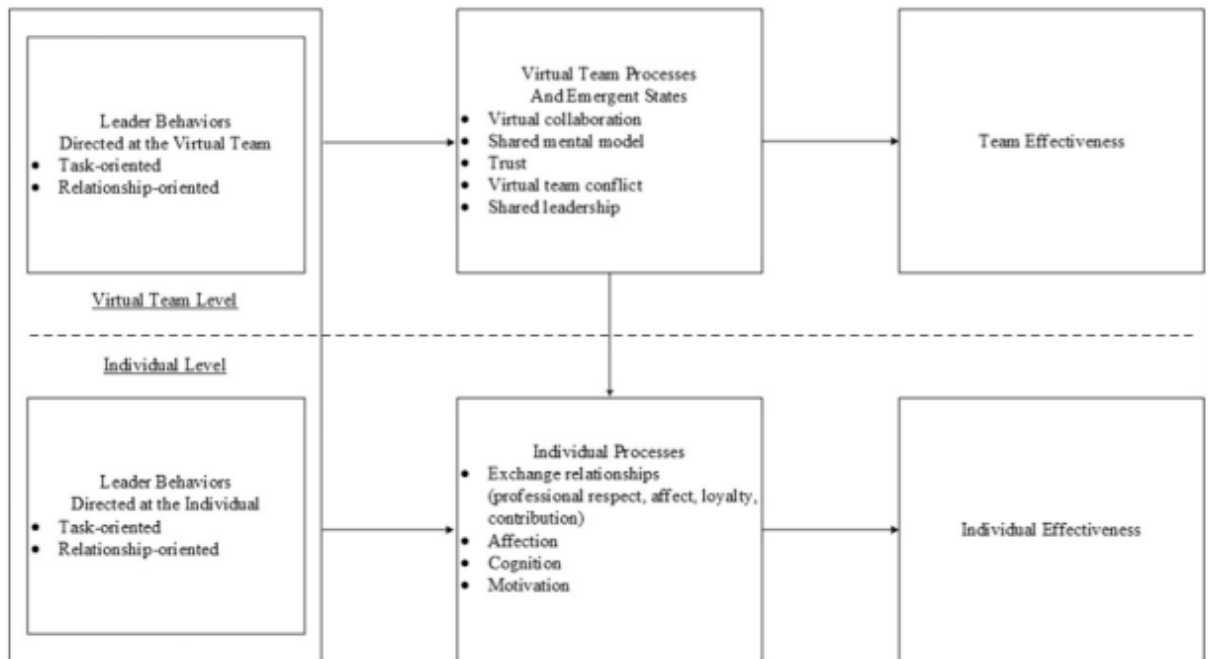 Leader Behaviors
Directed at the Virtual Team
• Task-oriented
• Relationship-oriented
Virtual Team Processes
And Emergent States
• Virtual collaboration
• Shared mental model
• Trust
• Virtual team conflict
• Shared leadership
Team Effectiveness
Virtual Team Level
Individual Level
Leader Behaviors
Directed at the Individual
• Task-oriented
• Relationship-oriented
Individual Processes
• Exchange relationships
(professional respect, affect, loyalty,
contribution)
• Affection
• Cognition
• Motivation
Individual Effectiveness